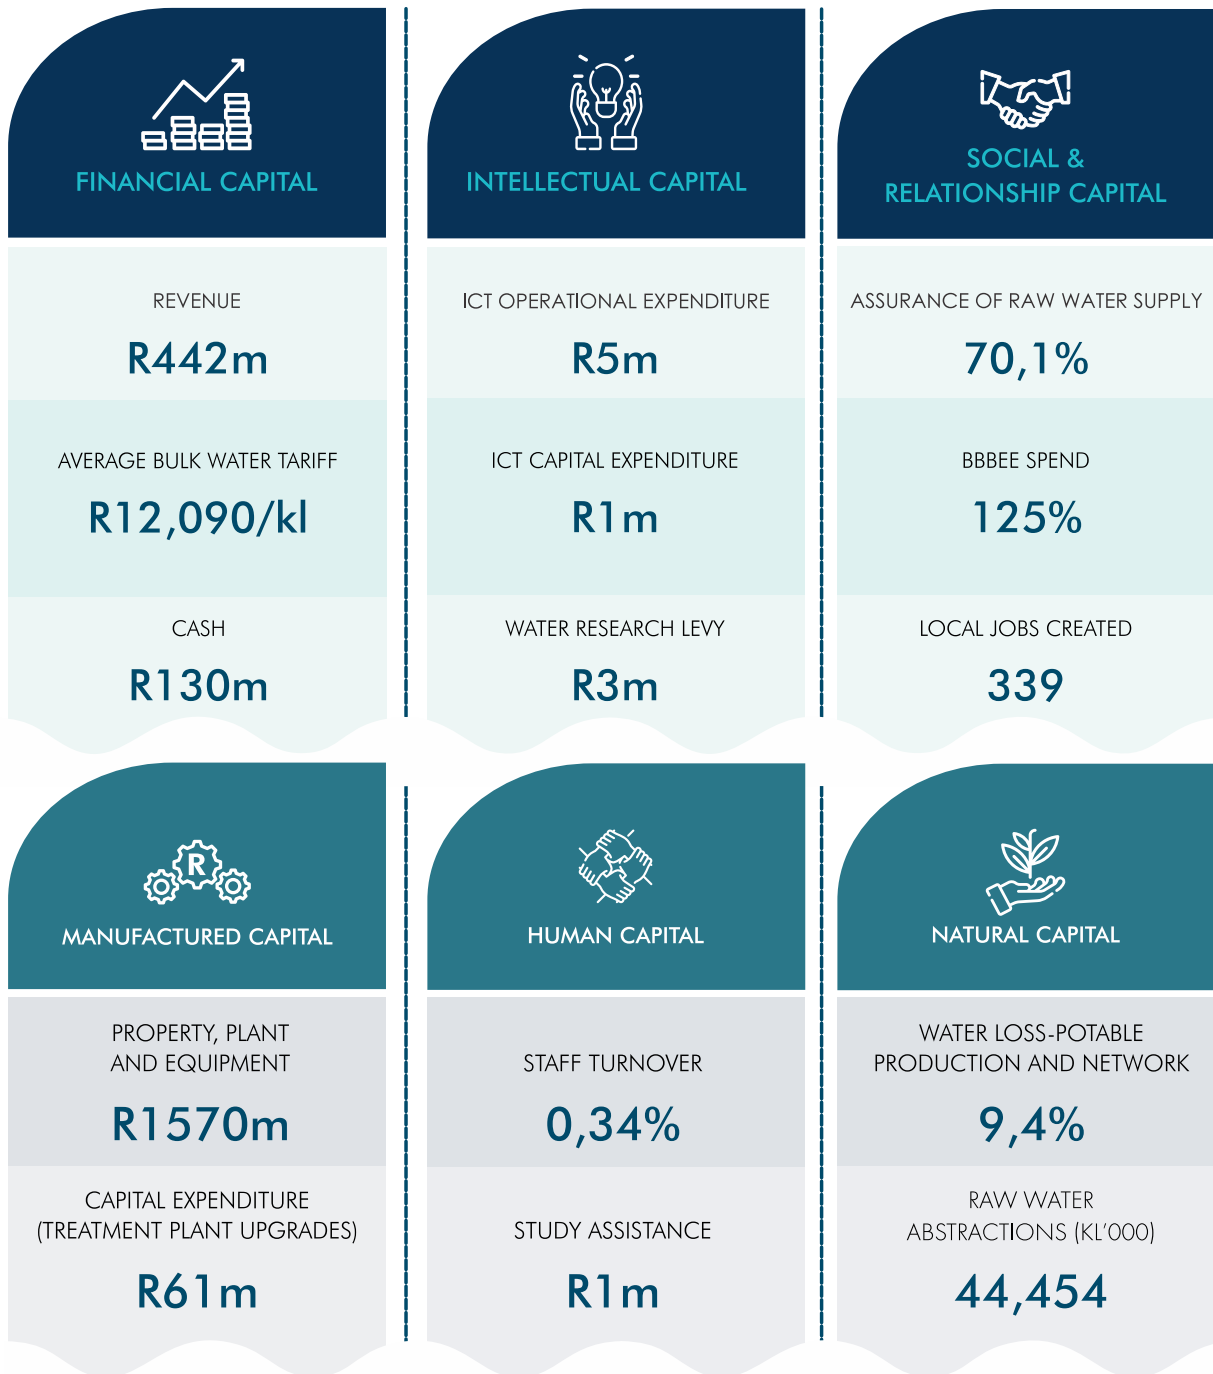 FINANCIAL CAPITAL
REVENUE
R442m
AVERAGE BULK WATER TARIFF
R12,090/kl
CASH
R130m
INTELLECTUAL CAPITAL
ICT OPERATIONAL EXPENDITURE
R5m
ICT CAPITAL EXPENDITURE
R1m
WATER RESEARCH LEVY
R3m
SOCIAL &
RELATIONSHIP CAPITAL
ASSURANCE OF RAW WATER SUPPLY
70,1%
BBBEE SPEND
125%
LOCAL JOBS CREATED
339
R
MANUFACTURED CAPITAL
PROPERTY, PLANT
AND EQUIPMENT
R1570m
CAPITAL EXPENDITURE
(TREATMENT PLANT UPGRADES)
R61m
HUMAN CAPITAL
STAFF TURNOVER
0,34%
STUDY ASSISTANCE
R1m
NATURAL CAPITAL
WATER LOSS-POTABLE
PRODUCTION AND NETWORK
9,4%
RAW WATER
ABSTRACTIONS (KL’000)
44,454